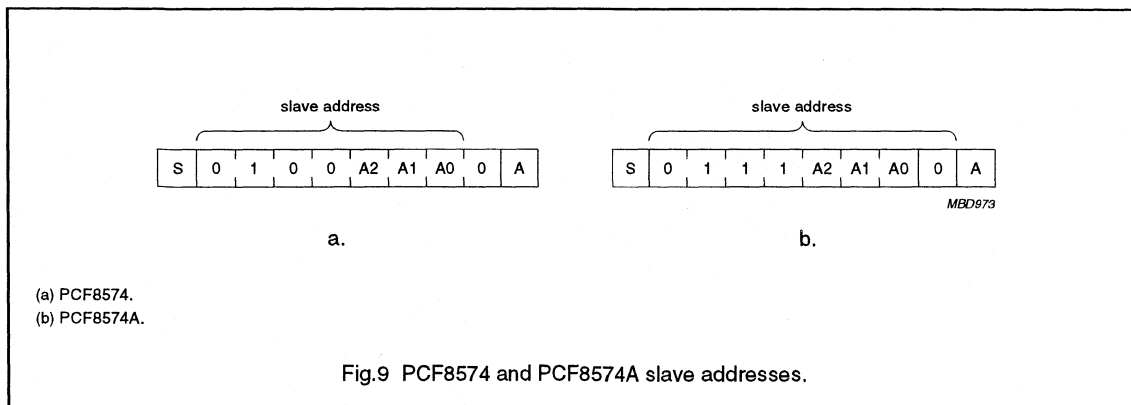 slave address
S 0 1 0 0 A2 A1 A0 0 A
a.
slave address
S 0 1 1 1 A2 A1 A0 0 A
MBD973
b.
(a) PCF8574.
(b) PCF8574A.
Fig.9 PCF8574 and PCF8574A slave addresses.